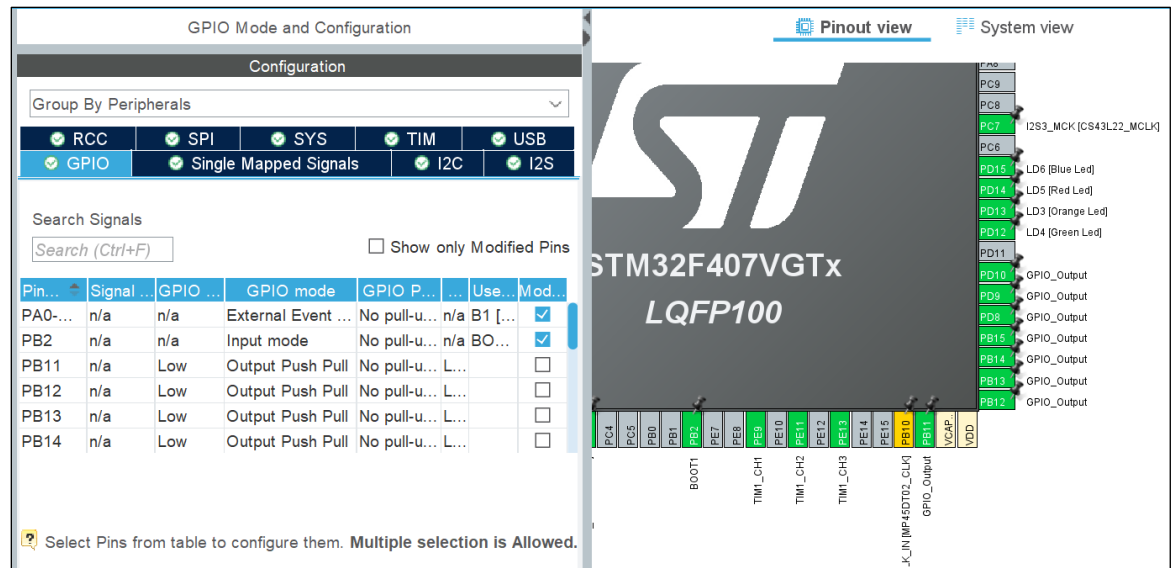 GPIO Mode and Configuration
Configuration
Group By Peripherals
RCC SPI SYS TIM USB
GPIO Single Mapped Signals I2C I2S
Search Signals
Search (Ctrl+F)
Show only Modified Pins
Pin... Signal ... GPIO ... GPIO mode GPIO P... ... Use... Mod...
PA0-... n/a n/a External Event ... No pull-u... n/a B1 [...
PB2 n/a n/a Input mode No pull-u... n/a BO...
PB11 n/a Low Output Push Pull No pull-u... L...
PB12 n/a Low Output Push Pull No pull-u... L...
PB13 n/a Low Output Push Pull No pull-u... L...
PB14 n/a Low Output Push Pull No pull-u... L...
Select Pins from table to configure them. Multiple selection is Allowed.
Pinout view System view
STM32F407VGTx
LQFP100
PA8
PC9
PC8
PC7 I2S3_MCK [CS43L22_MCLK]
PC6
PD15 LD6 [Blue Led]
PD14 LD5 [Red Led]
PD13 LD3 [Orange Led]
PD12 LD4 [Green Led]
PD11
PD10 GPIO_Output
PD9 GPIO_Output
PD8 GPIO_Output
PB15 GPIO_Output
PB14 GPIO_Output
PB13 GPIO_Output
PB12 GPIO_Output
PC4
PC5
PB0
PB1
PB2 BOOT1
PE7
PE8
PE9 TIM1_CH1
PE10
PE11 TIM1_CH2
PE12
PE13 TIM1_CH3
PE14
PE15
PB10 LK_IN [MP45DT02_CLK]
PB11 GPIO_Output
VCAP..
VDD